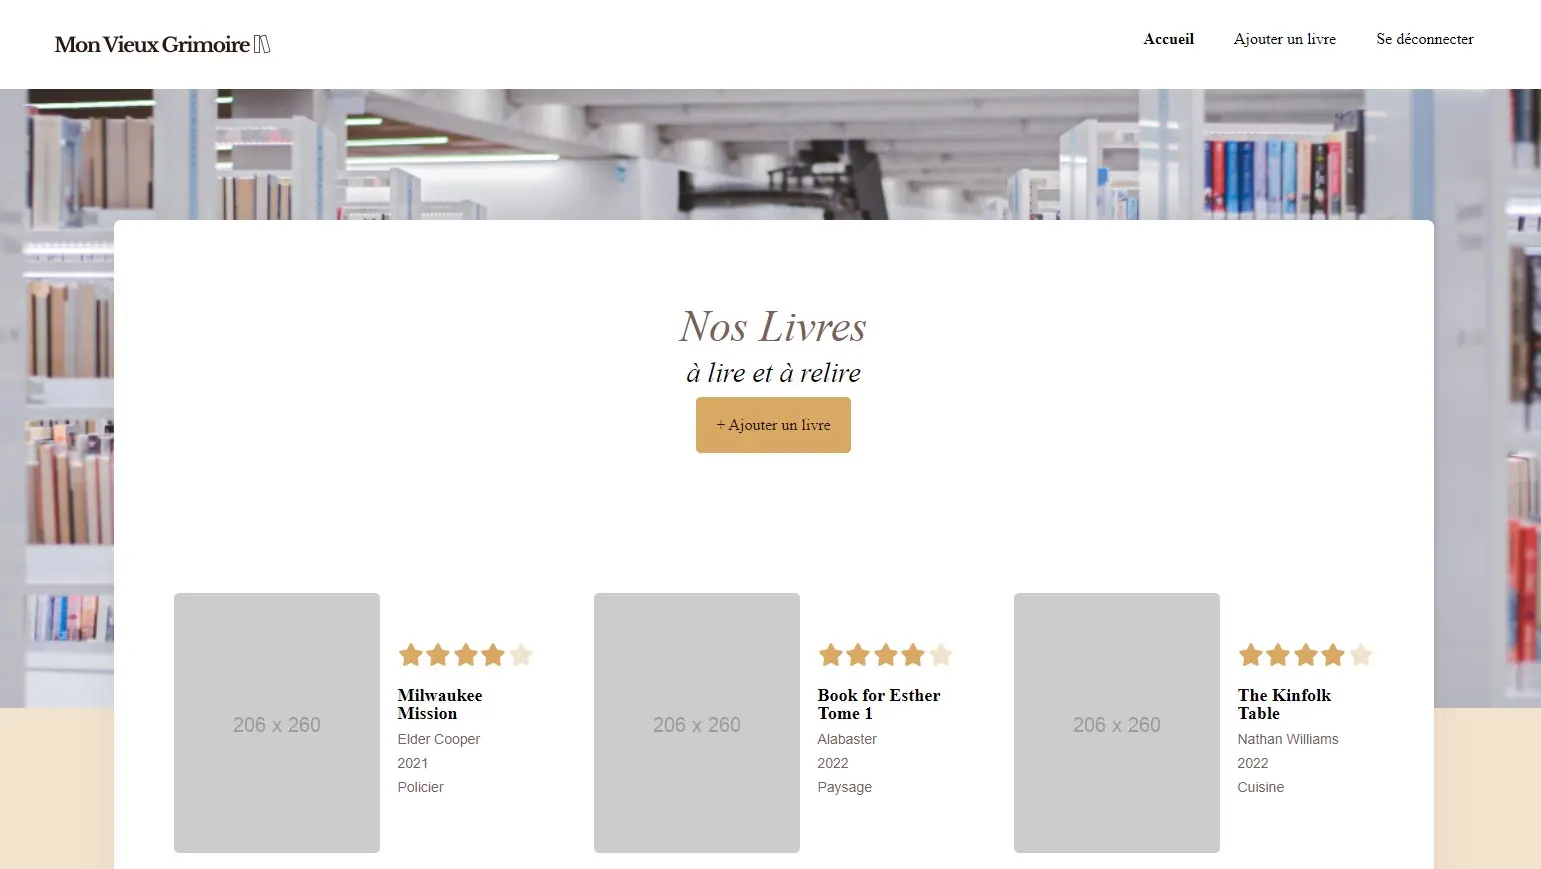 Mon Vieux Grimoire
Accueil
Ajouter un livre
Se déconnecter
Nos Livres
à lire et à relire
+ Ajouter un livre
206 x 260
Milwaukee
Mission
Elder Cooper
2021
Policier
206 x 260
Book for Esther
Tome 1
Alabaster
2022
Paysage
206 x 260
The Kinfolk
Table
Nathan Williams
2022
Cuisine